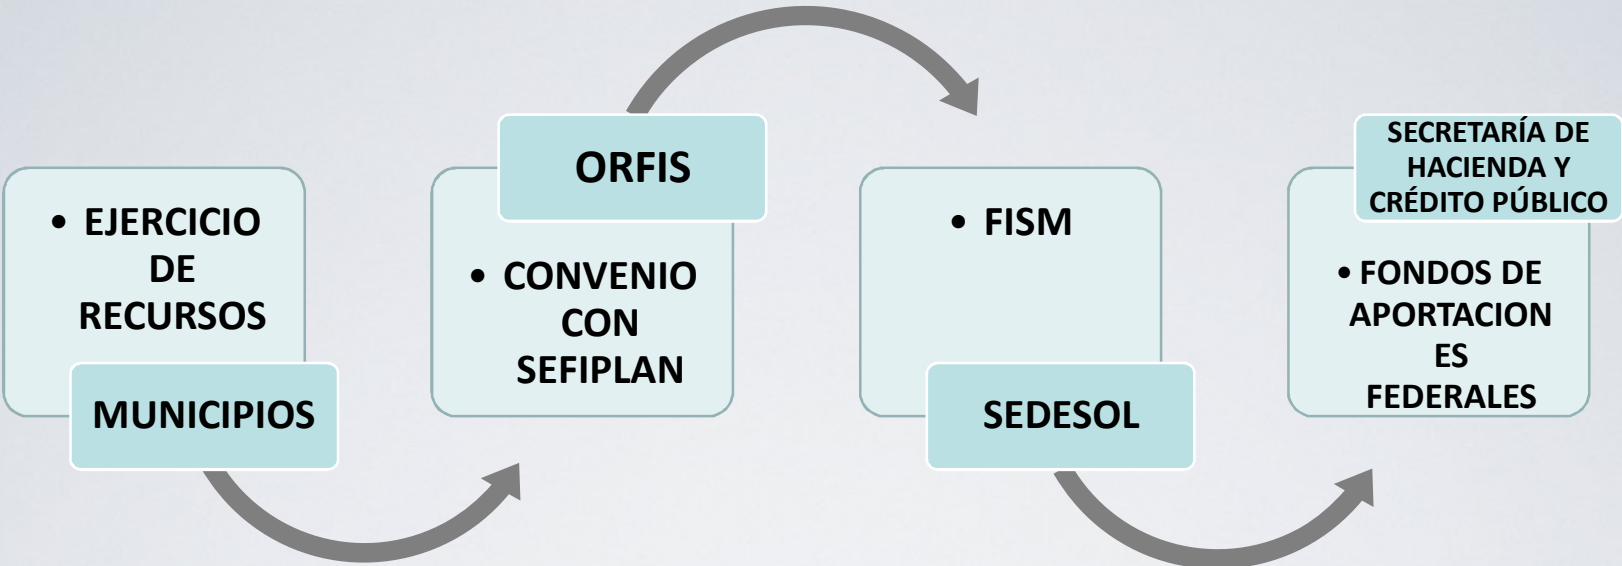 • EJERCICIO
DE
RECURSOS
MUNICIPIOS
ORFIS
• CONVENIO
CON
SEFIPLAN
• FISM
SEDESOL
SECRETARÍA DE
HACIENDA Y
CRÉDITO PÚBLICO
• FONDOS DE
APORTACION
ES
FEDERALES